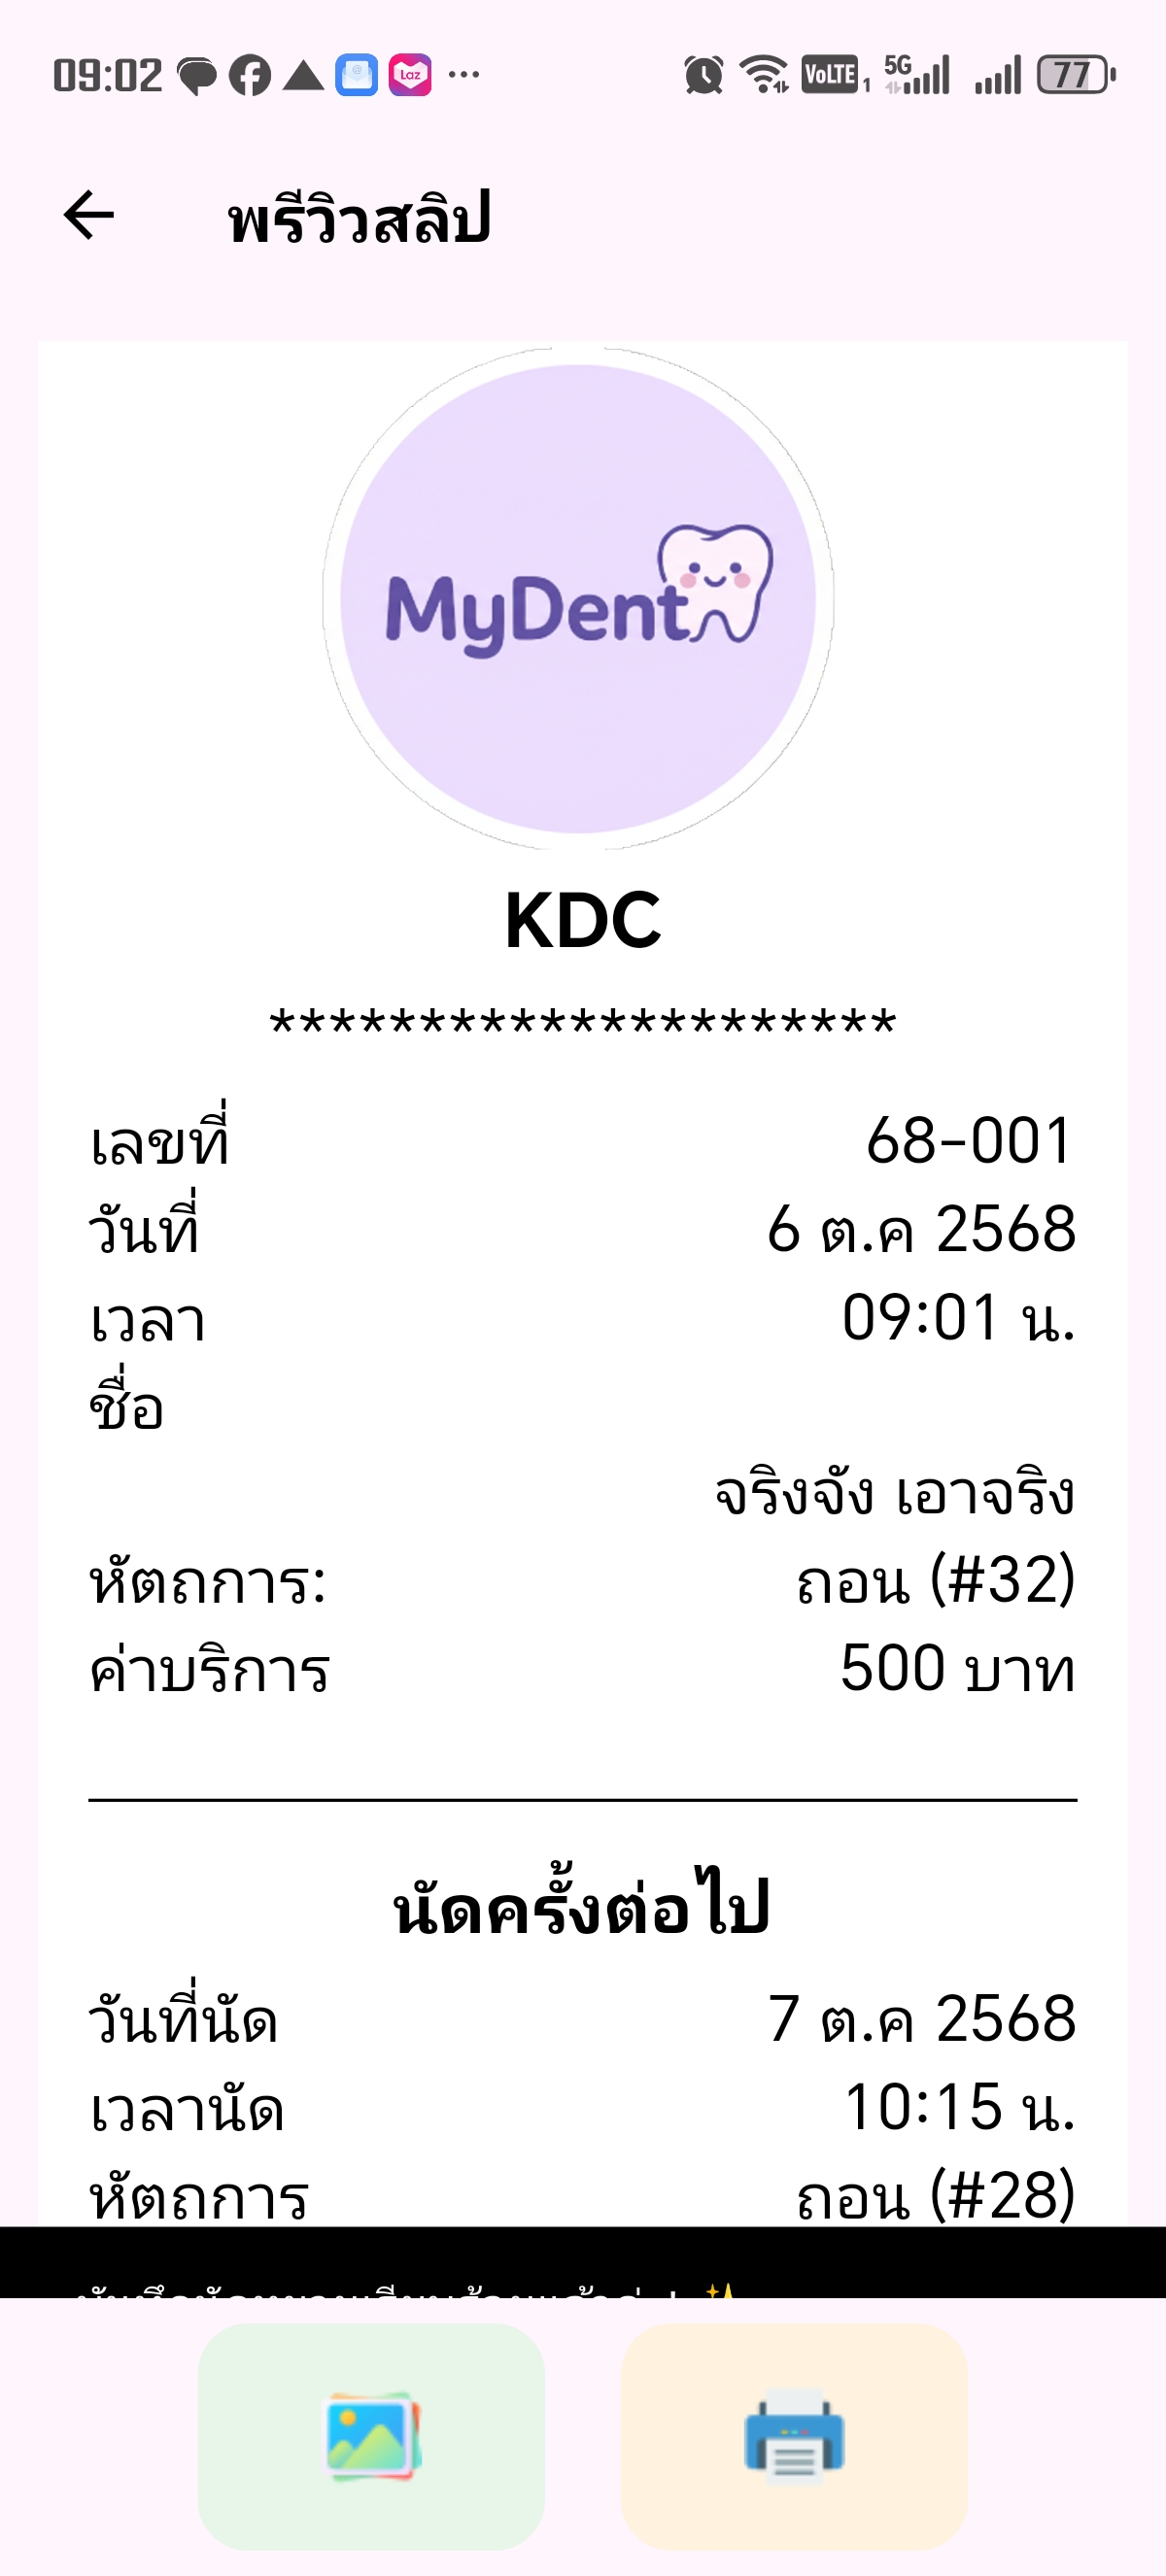 09:02 Laz ... VoLTE 1 5G 77
พรีวิวสลิป
MyDent
KDC
*********************
เลขที่ 68-001
วันที่ 6 ต.ค 2568
เวลา 09:01 น.
ชื่อ
จริงจัง เอาจริง
หัตถการ: ถอน (#32)
ค่าบริการ 500 บาท
นัดครั้งต่อไป
วันที่นัด 7 ต.ค 2568
เวลานัด 10:15 น.
หัตถการ ถอน (#28)